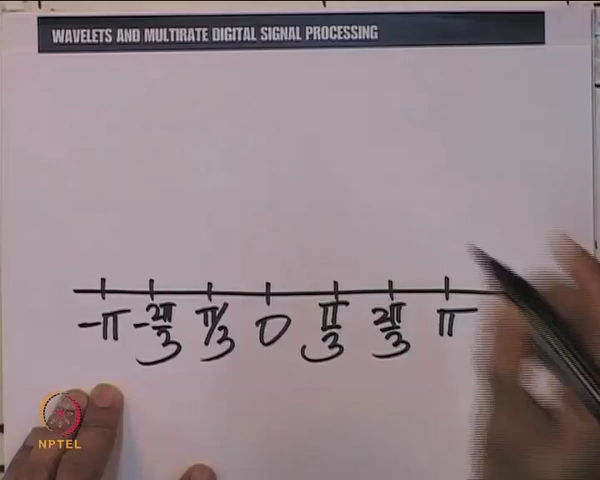 WAVELETS AND MULTIRATE DIGITAL SIGNAL PROCESSING
-π -2π/3 π/3 0 π/3 2π/3 π
NPTEL